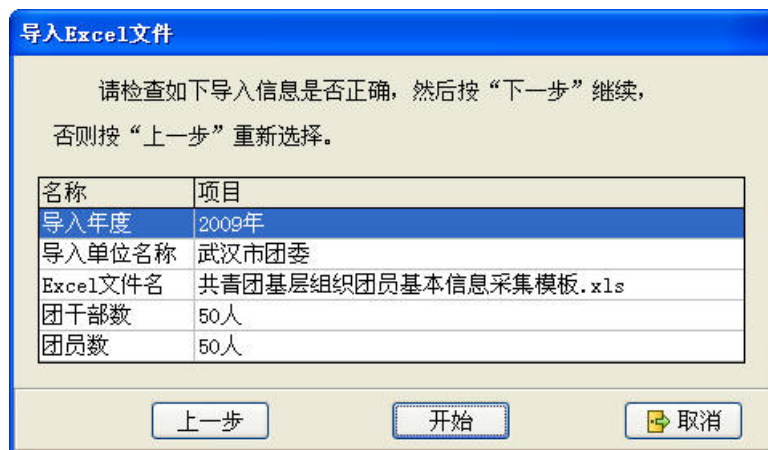 导入Excel文件
请检查如下导入信息是否正确，然后按“下一步”继续，
否则按“上一步”重新选择。
名称 项目
导入年度 2009年
导入单位名称 武汉市团委
Excel文件名 共青团基层组织团员基本信息采集模板.xls
团干部数 50人
团员数 50人
上一步 开始 取消